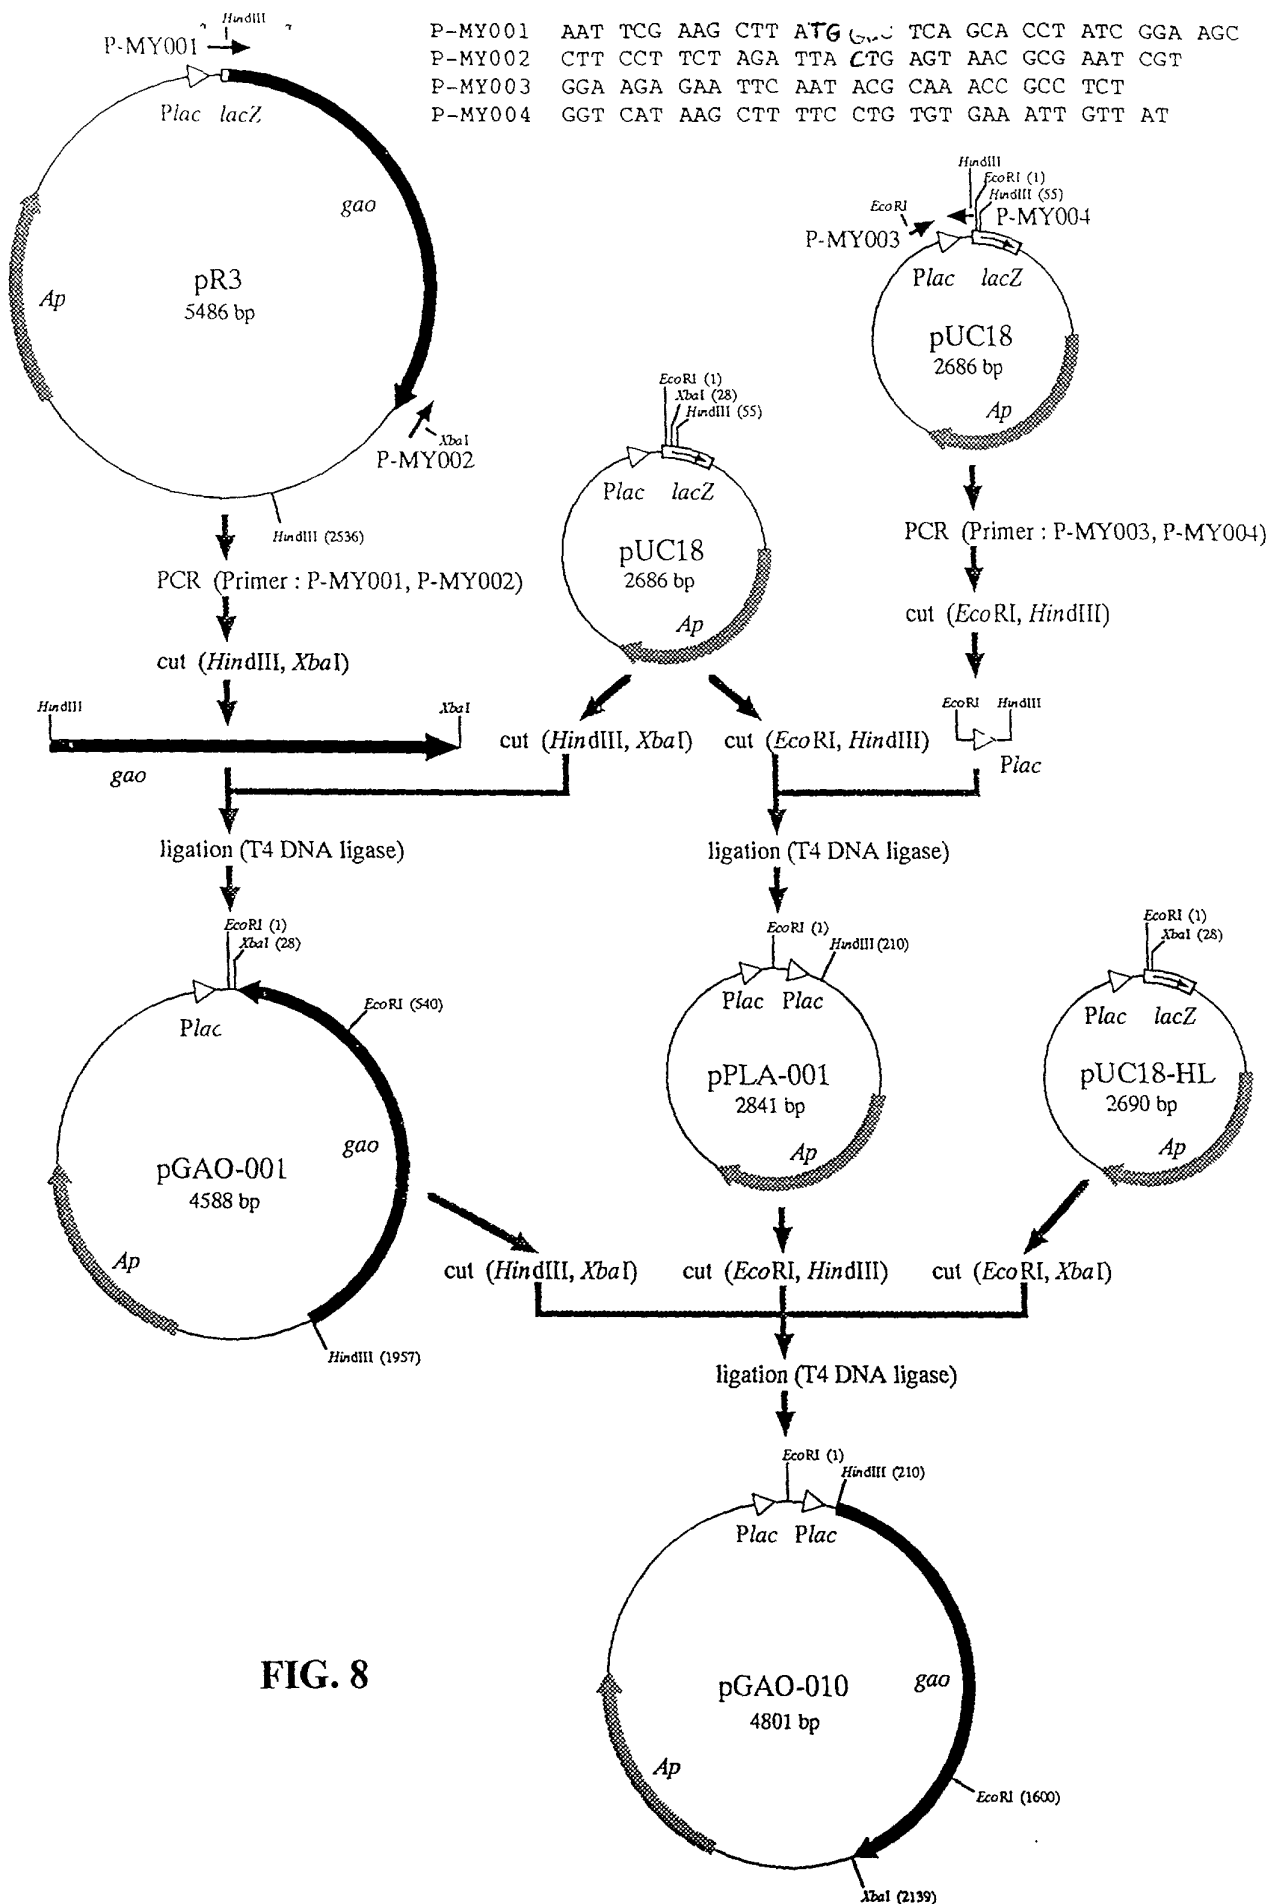 HindIII
P-MY001
Plac lacZ
gao
Ap
pR3
5486 bp
XbaI
P-MY002
HindIII (2536)
P-MY001 AAT TCG AAG CTT ATG TCA GCA CCT ATC GGA AGC
P-MY002 CTT CCT TCT AGA TTA CTG AGT AAC GCG AAT CGT
P-MY003 GGA AGA GAA TTC AAT ACG CAA ACC GCC TCT
P-MY004 GGT CAT AAG CTT TTC CTG TGT GAA ATT GTT AT
HindIII
EcoRI (1)
HindIII (55)
EcoRI
P-MY004
P-MY003
Plac lacZ
pUC18
2686 bp
Ap
EcoRI (1)
XbaI (28)
HindIII (55)
Plac lacZ
pUC18
2686 bp
Ap
PCR (Primer : P-MY001, P-MY002)
cut (HindIII, XbaI)
PCR (Primer : P-MY003, P-MY004)
cut (EcoRI, HindIII)
HindIII
XbaI
gao
cut (HindIII, XbaI)
cut (EcoRI, HindIII)
EcoRI
HindIII
Plac
ligation (T4 DNA ligase)
ligation (T4 DNA ligase)
EcoRI (1)
XbaI (28)
EcoRI (540)
Plac
gao
pGAO-001
4588 bp
Ap
HindIII (1957)
EcoRI (1)
HindIII (210)
Plac Plac
pPLA-001
2841 bp
Ap
EcoRI (1)
XbaI (28)
Plac lacZ
pUC18-HL
2690 bp
Ap
cut (HindIII, XbaI)
cut (EcoRI, HindIII)
cut (EcoRI, XbaI)
ligation (T4 DNA ligase)
EcoRI (1)
HindIII (210)
Plac Plac
gao
pGAO-010
4801 bp
Ap
EcoRI (1600)
XbaI (2139)
FIG. 8